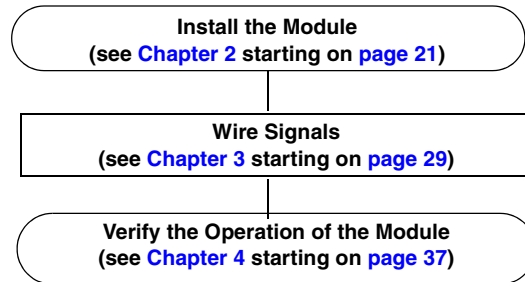 Install the Module
(see Chapter 2 starting on page 21)
Wire Signals
(see Chapter 3 starting on page 29)
Verify the Operation of the Module
(see Chapter 4 starting on page 37)